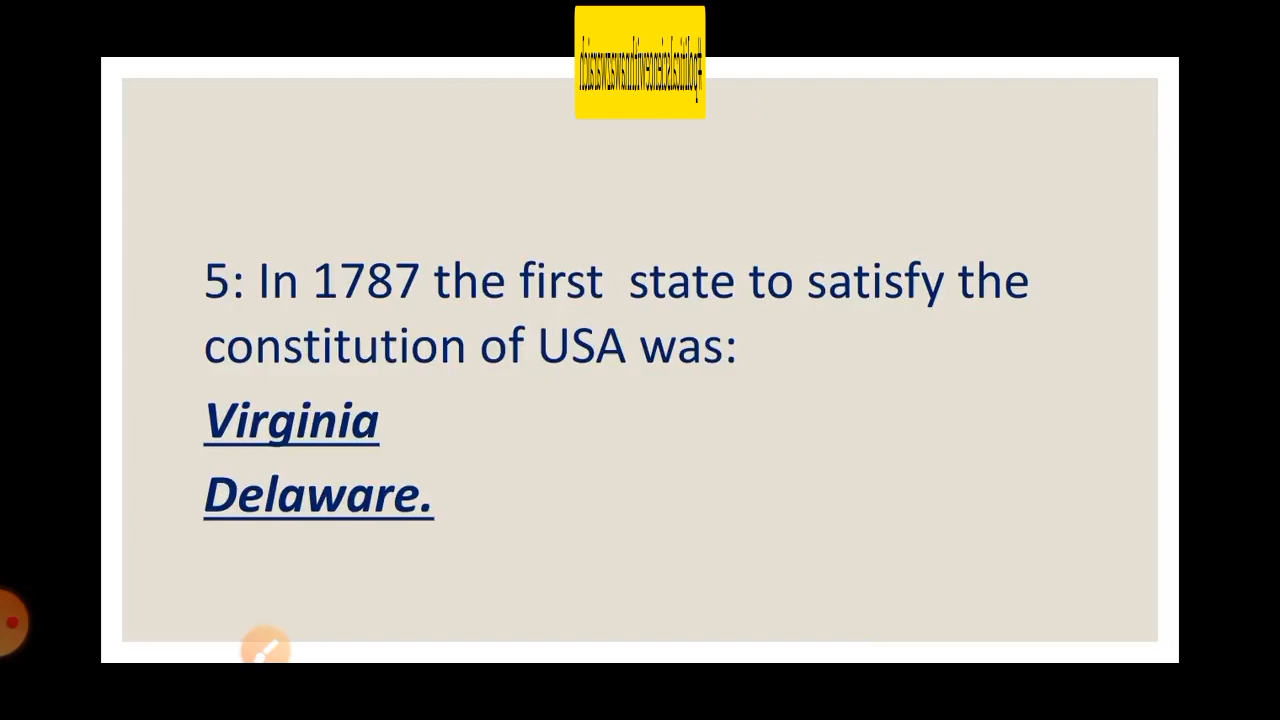 5: In 1787 the first state to satisfy the
constitution of USA was:
Virginia
Delaware.